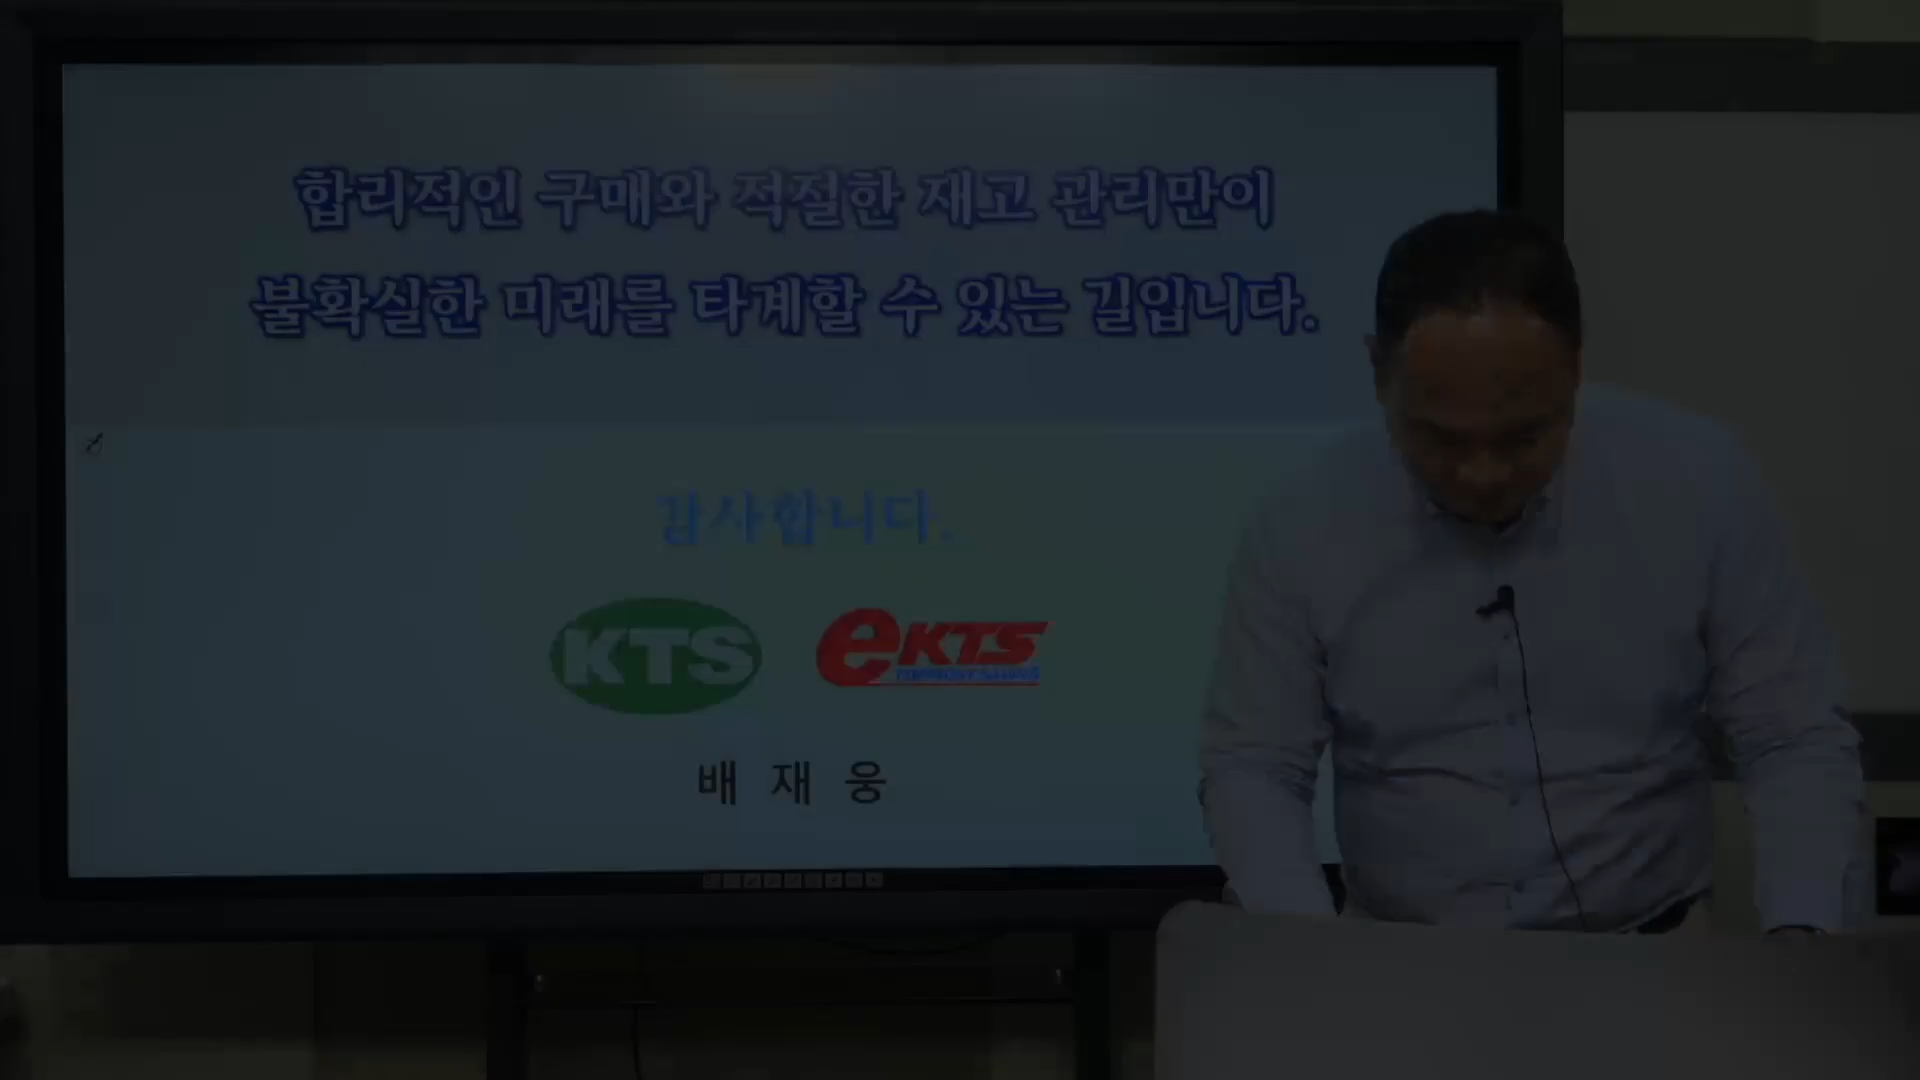 합리적인 구매와 적절한 재고 관리만이
불확실한 미래를 타계할 수 있는 길입니다.
감사합니다.
KTS
eKTS
배 재 웅